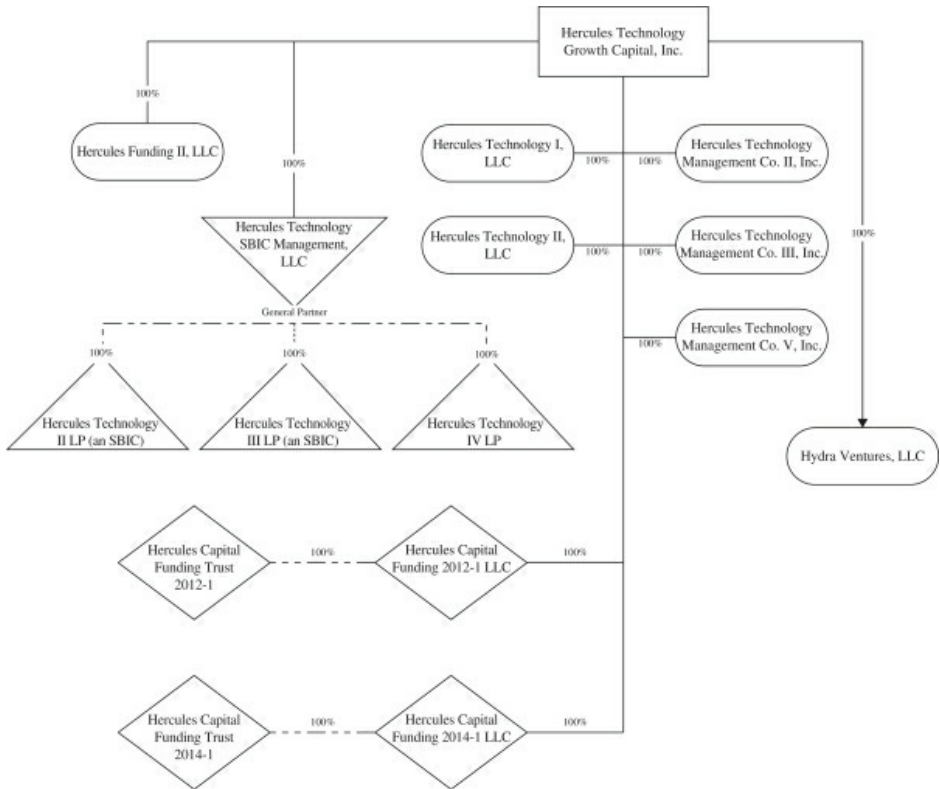 Hercules Technology
Growth Capital, Inc.
100%
Hercules Funding II, LLC
100%
Hercules Technology
SBIC Management,
LLC
General Partner
100%
100%
100%
Hercules Technology
II LP (an SBIC)
Hercules Technology
III LP (an SBIC)
Hercules Technology
IV LP
Hercules Technology I,
LLC
100%
100%
Hercules Technology
Management Co. II, Inc.
Hercules Technology II,
LLC
100%
100%
Hercules Technology
Management Co. III, Inc.
100%
Hercules Technology
Management Co. V, Inc.
100%
Hydra Ventures, LLC
Hercules Capital
Funding Trust
2012-1
100%
Hercules Capital
Funding 2012-1 LLC
100%
Hercules Capital
Funding Trust
2014-1
100%
Hercules Capital
Funding 2014-1 LLC
100%